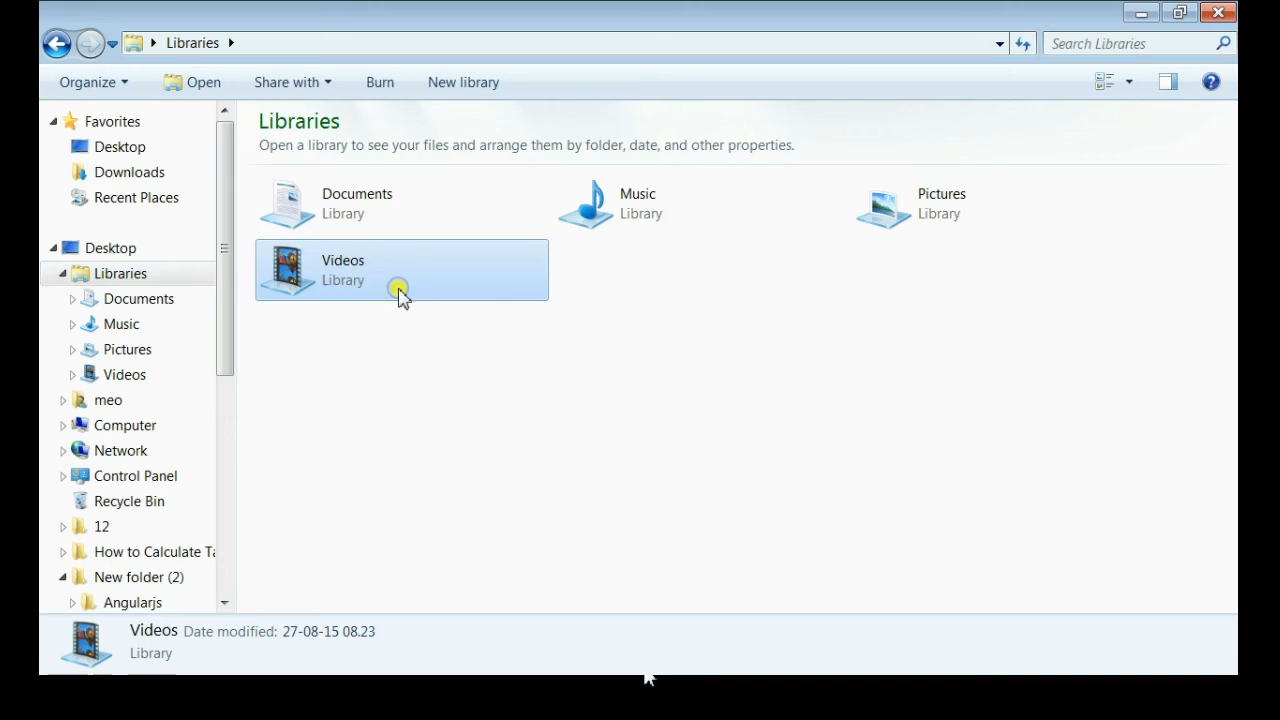 Libraries
Search Libraries
Organize
Open
Share with
Burn
New library
Favorites
Desktop
Downloads
Recent Places
Desktop
Libraries
Documents
Music
Pictures
Videos
meo
Computer
Network
Control Panel
Recycle Bin
12
How to Calculate Ta
New folder (2)
Angularjs
Libraries
Open a library to see your files and arrange them by folder, date, and other properties.
Documents
Library
Music
Library
Pictures
Library
Videos
Library
Videos Date modified: 27-08-15 08.23
Library